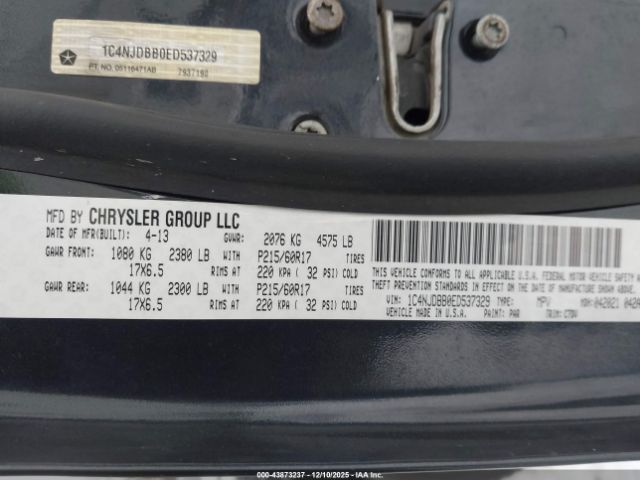 1C4NJDBB0ED537329
PT. NO. 05116471AB 7937192
MFD BY CHRYSLER GROUP LLC
DATE OF MFR(BUILT): 4-13 GVWR: 2076 KG 4575 LB
GAWR FRONT: 1080 KG 2380 LB WITH P215/60R17 TIRES
17X6.5 RIMS AT 220 KPA ( 32 PSI) COLD
GAWR REAR: 1044 KG 2300 LB WITH P215/60R17 TIRES
17X6.5 RIMS AT 220 KPA ( 32 PSI) COLD
THIS VEHICLE CONFORMS TO ALL APPLICABLE U.S.A. FEDERAL MOTOR VEHICLE SAFETY
THEFT PREVENTION STANDARDS IN EFFECT ON THE DATE OF MANUFACTURE SHOWN ABOVE.
VIN: 1C4NJDBB0ED537329 TYPE: MPV MDH: 042021
VEHICLE MADE IN U.S.A. PAINT: PAR TRIM:
000-43873237 - 12/10/2025 - IAAI.COM